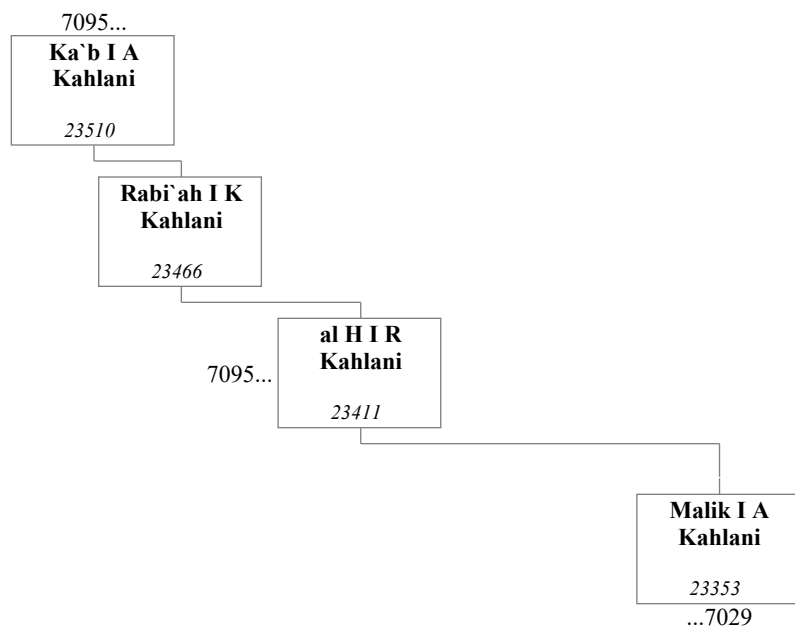 7095...
Ka`b I A
Kahlani
23510
Rabi`ah I K
Kahlani
23466
al H I R
Kahlani
7095...
23411
Malik I A
Kahlani
23353
...7029